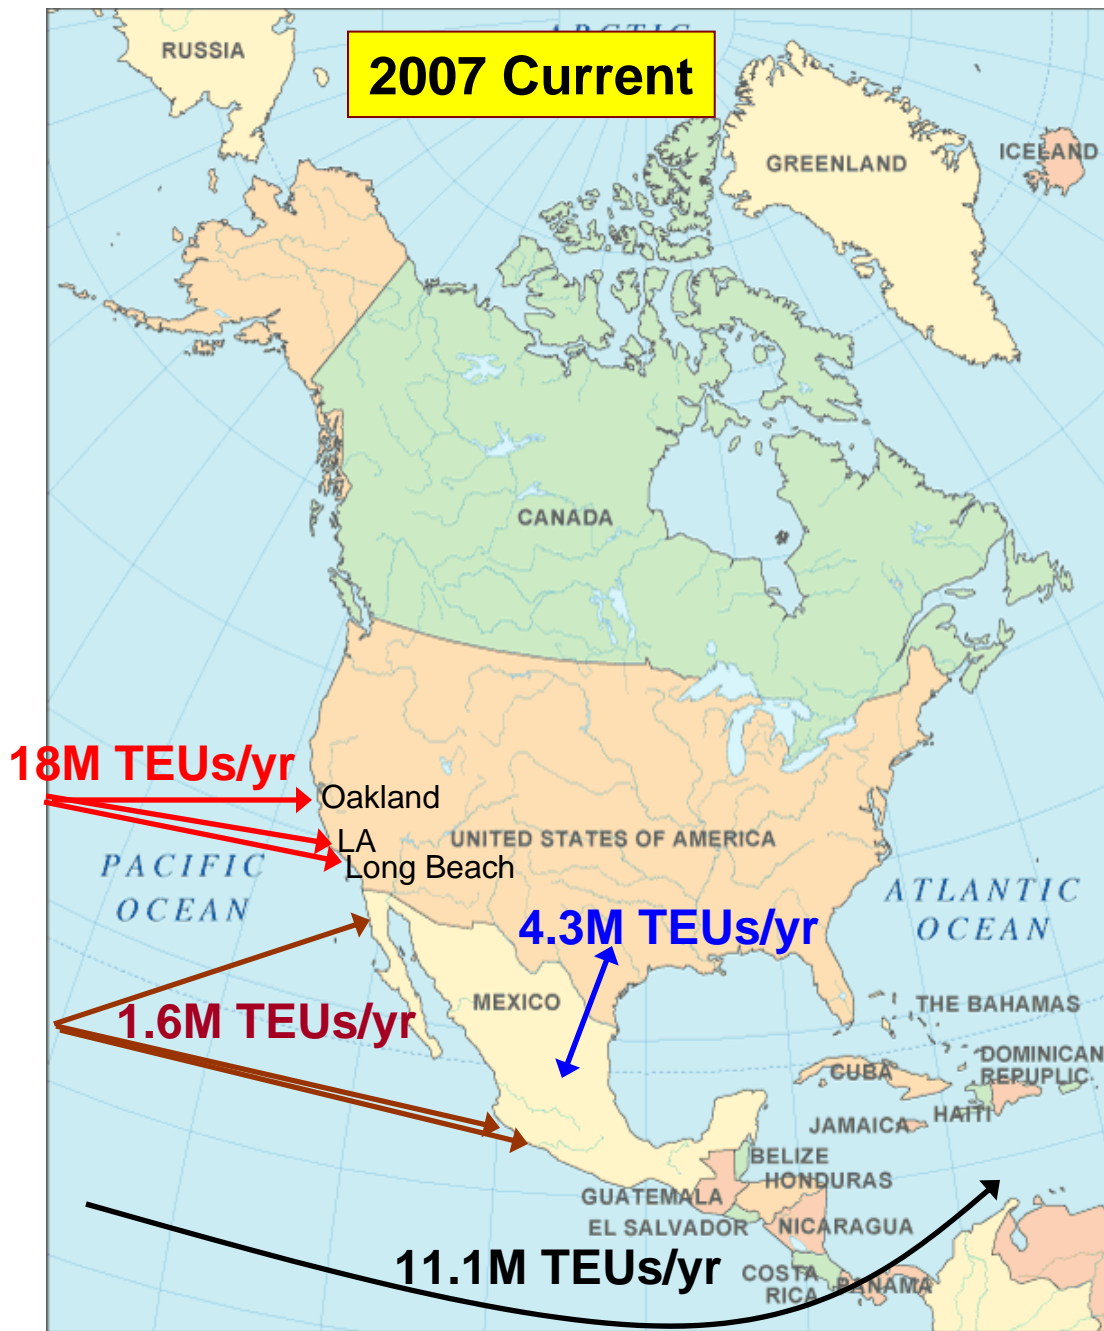 ARCTIC
RUSSIA
2007 Current
GREENLAND
ICELAND
CANADA
18M TEUs/yr
Oakland
UNITED STATES OF AMERICA
LA
Long Beach
PACIFIC
OCEAN
ATLANTIC
OCEAN
4.3M TEUs/yr
MEXICO
1.6M TEUs/yr
THE BAHAMAS
DOMINICAN
REPUPLIC
CUBA
HAITI
JAMAICA
BELIZE
HONDURAS
GUATEMALA
EL SALVADOR
NICARAGUA
11.1M TEUs/yr
COSTA
RICA
PANAMA